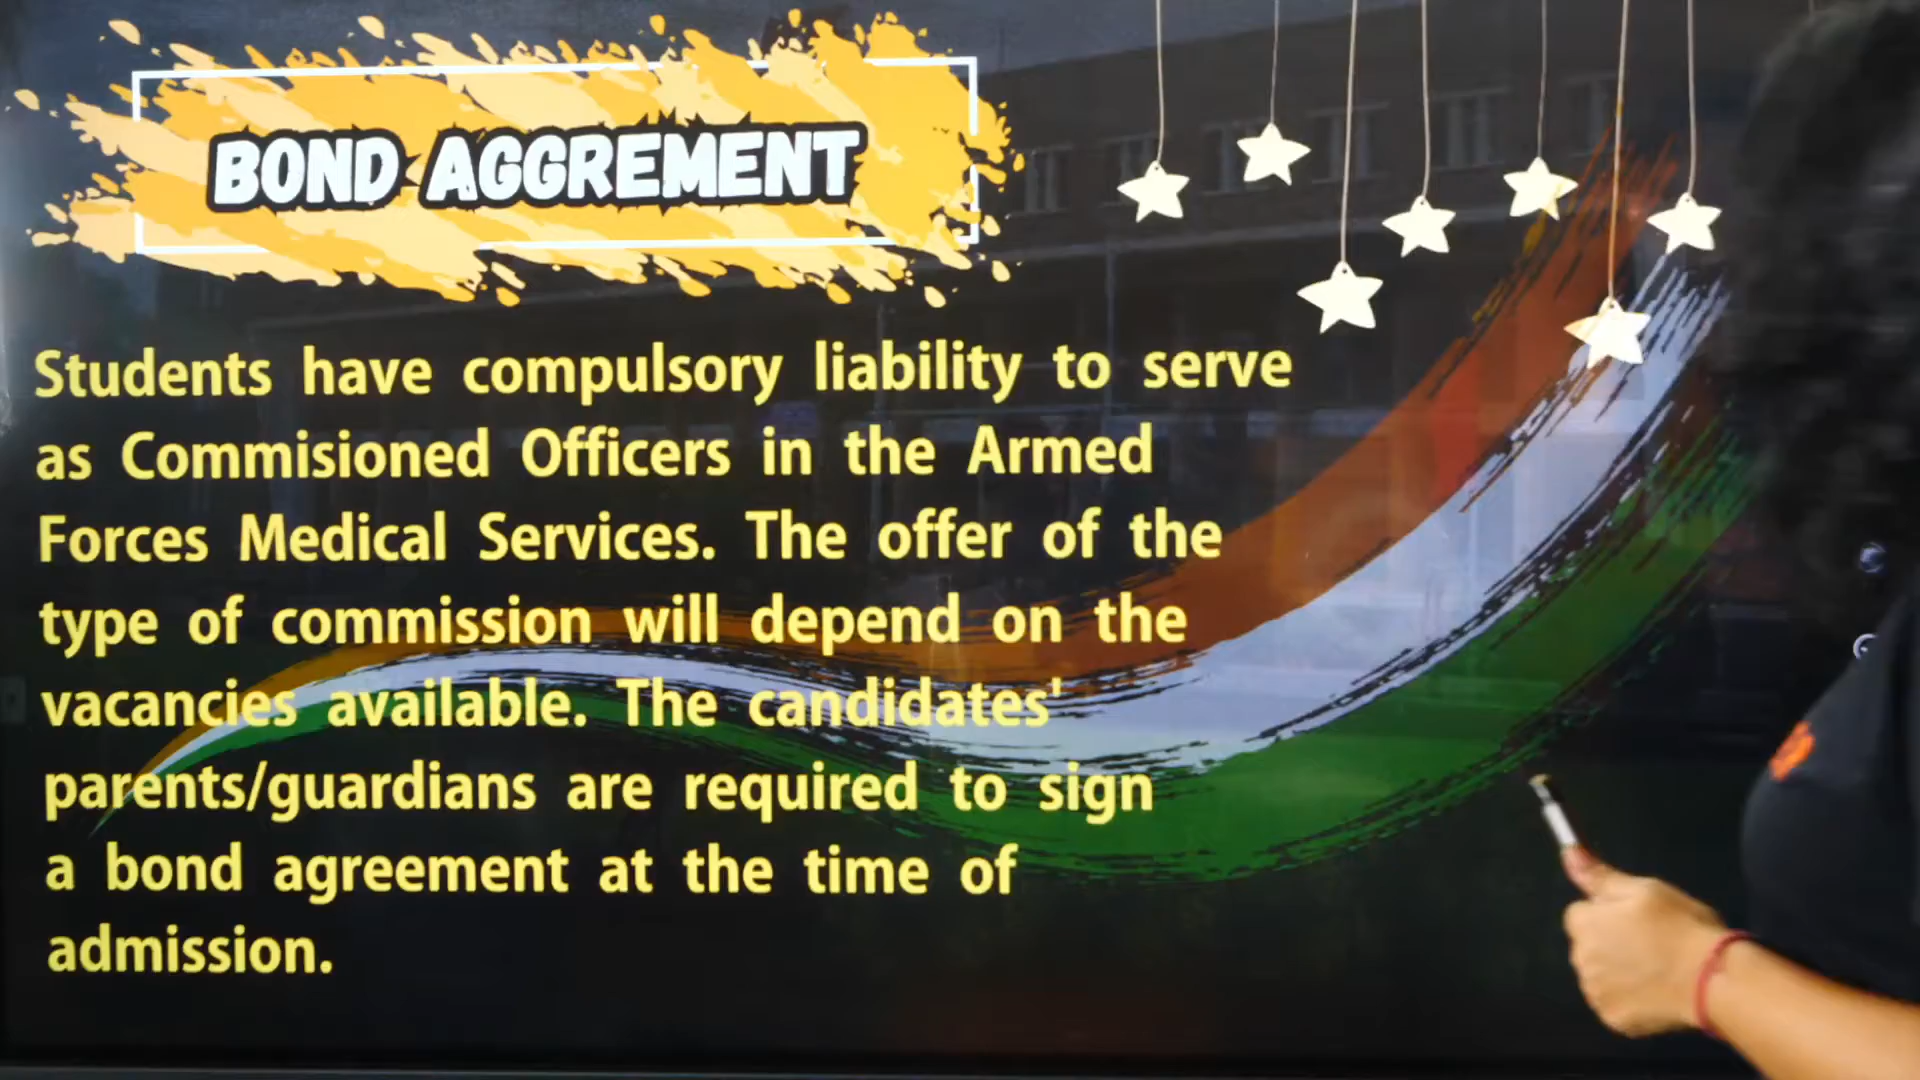 BOND AGGREMENT
Students have compulsory liability to serve
as Commisioned Officers in the Armed
Forces Medical Services. The offer of the
type of commission will depend on the
vacancies available. The candidates'
parents/guardians are required to sign
a bond agreement at the time of
admission.